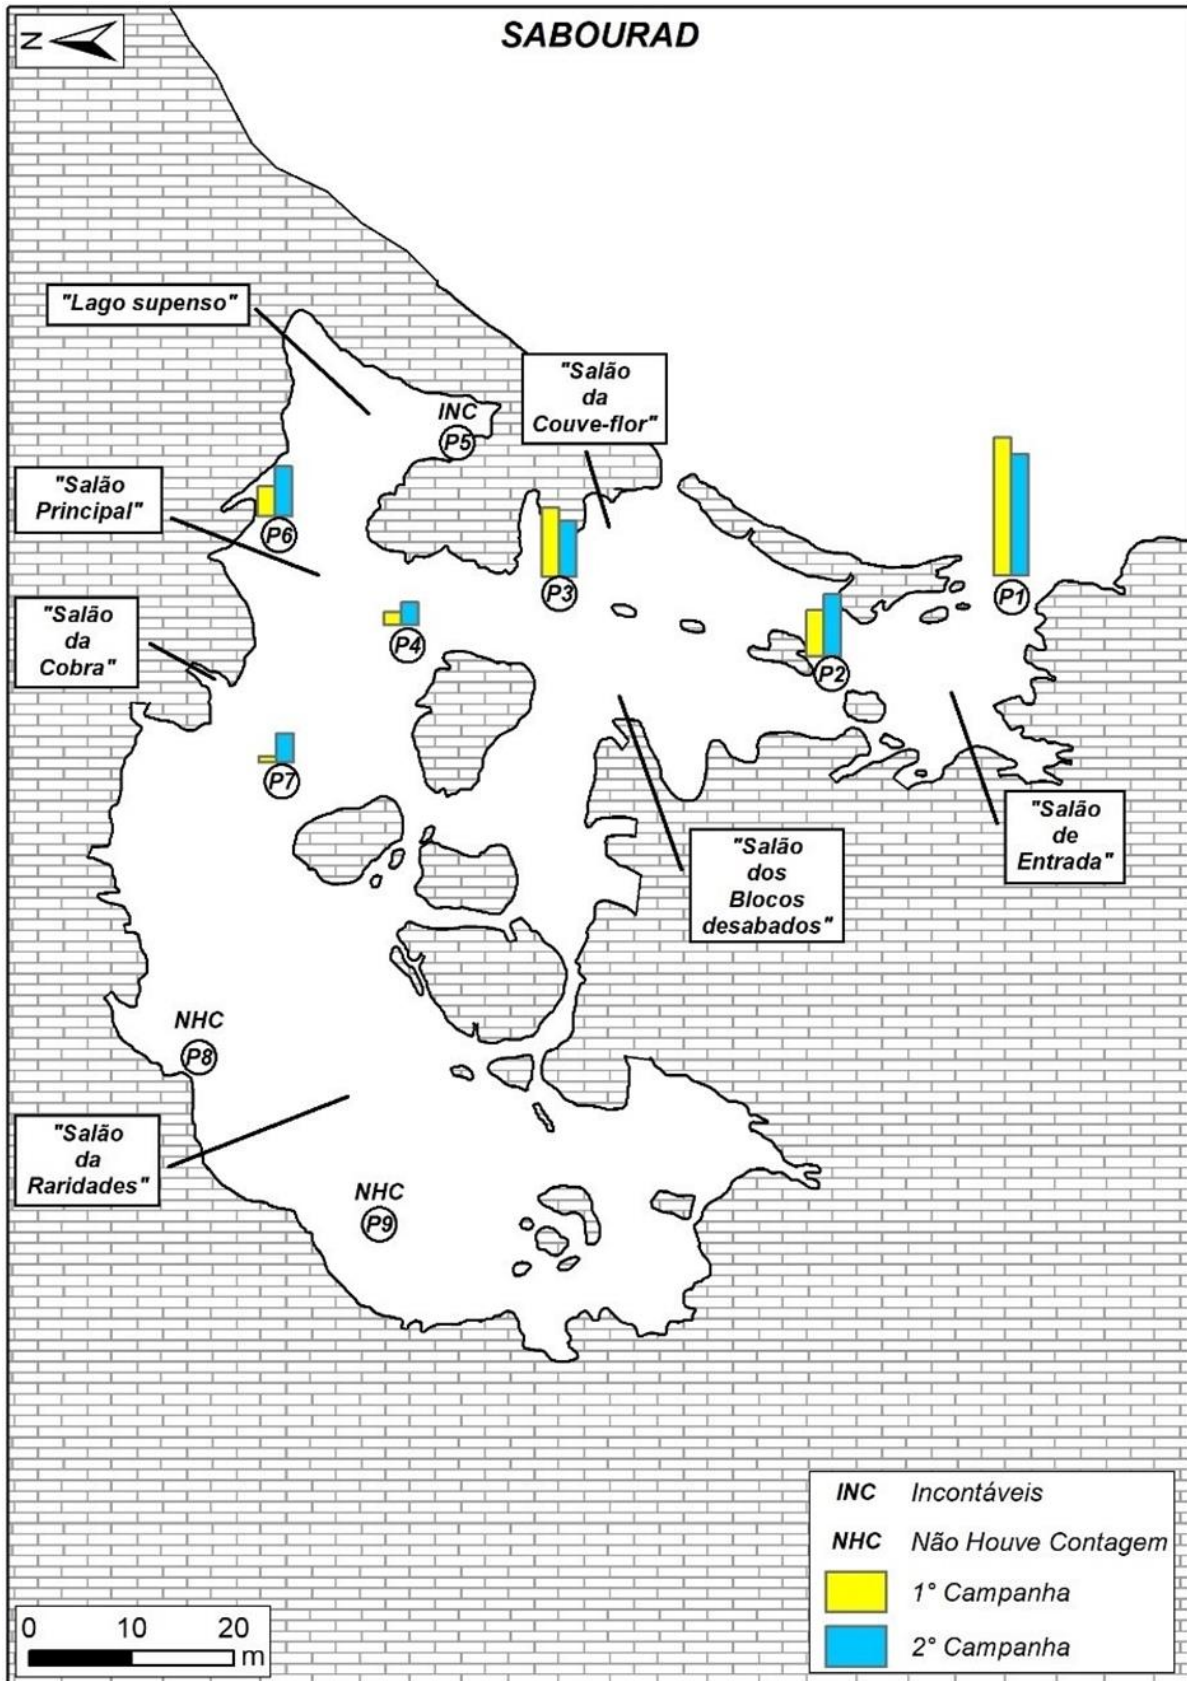 SABOURAD
N
"Lago supenso"
"Salão
da
Couve-flor"
INC
P5
"Salão
Principal"
P6
P3
P1
"Salão
da
Cobra"
P4
P2
P7
"Salão
de
Entrada"
"Salão
dos
Blocos
desabados"
NHC
P8
"Salão
da
Raridades"
NHC
P9
INC Incontáveis
NHC Não Houve Contagem
1° Campanha
2° Campanha
0 10 20
m